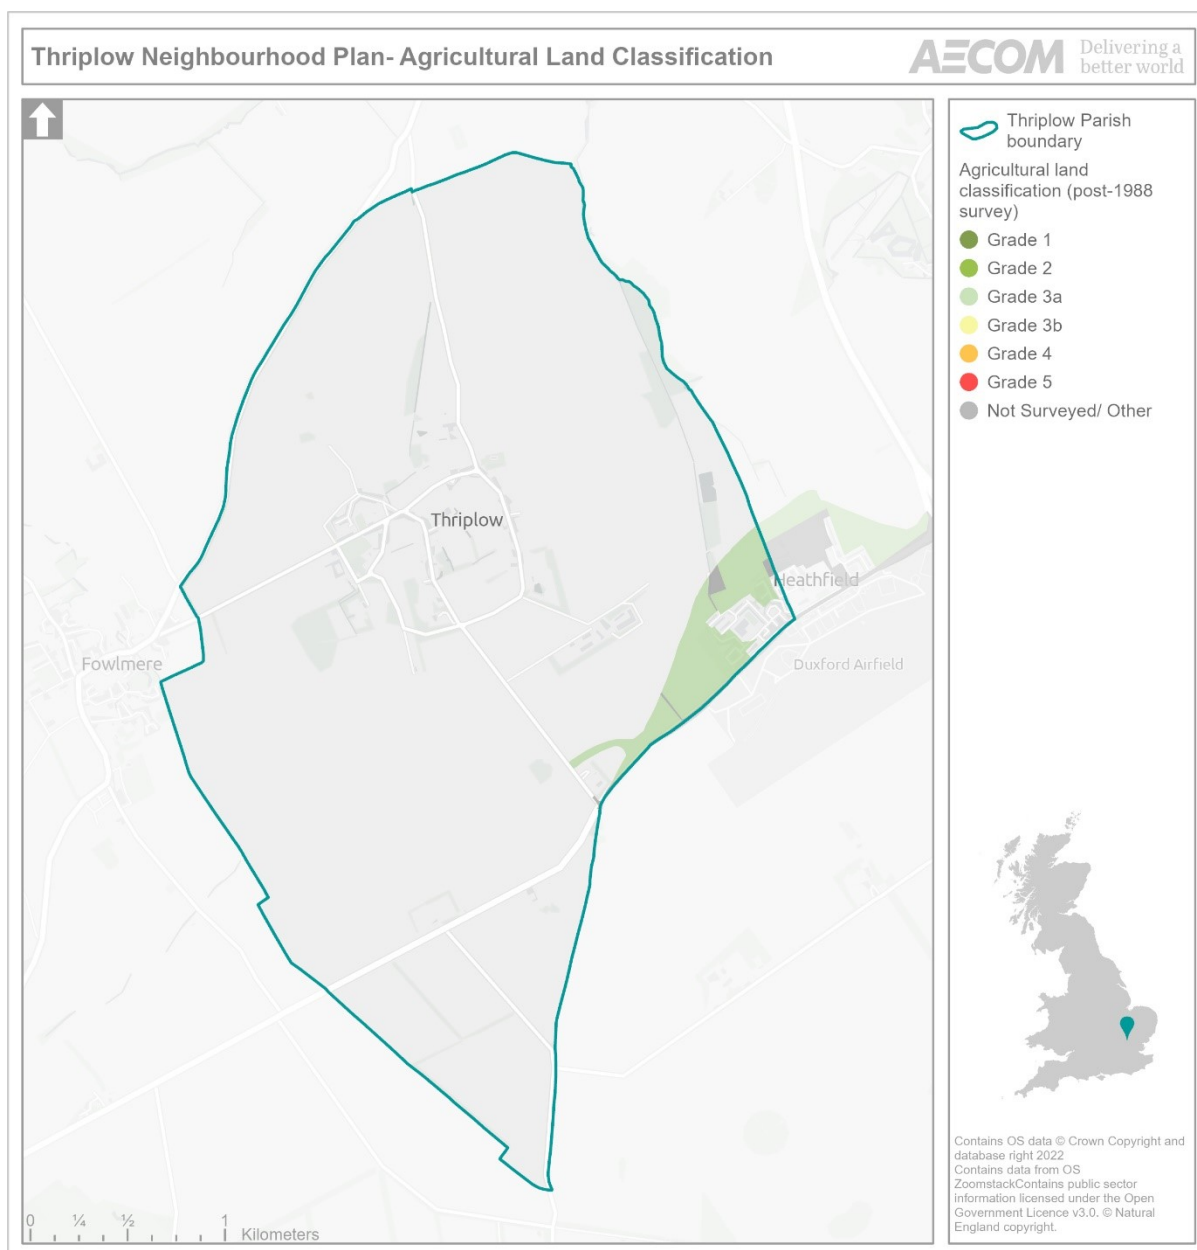 Thriplow Neighbourhood Plan- Agricultural Land Classification
AECOM
Delivering a
better world
Thriplow Parish
boundary
Agricultural land
classification (post-1988
survey)
Grade 1
Grade 2
Grade 3a
Grade 3b
Grade 4
Grade 5
Not Surveyed/ Other
Thriplow
Heathfield
Fowlmere
Duxford Airfield
0 ¼ ½ 1
Kilometers
Contains OS data © Crown Copyright and
database right 2022
Contains data from OS
ZoomstackContains public sector
information licensed under the Open
Government Licence v3.0. © Natural
England copyright.